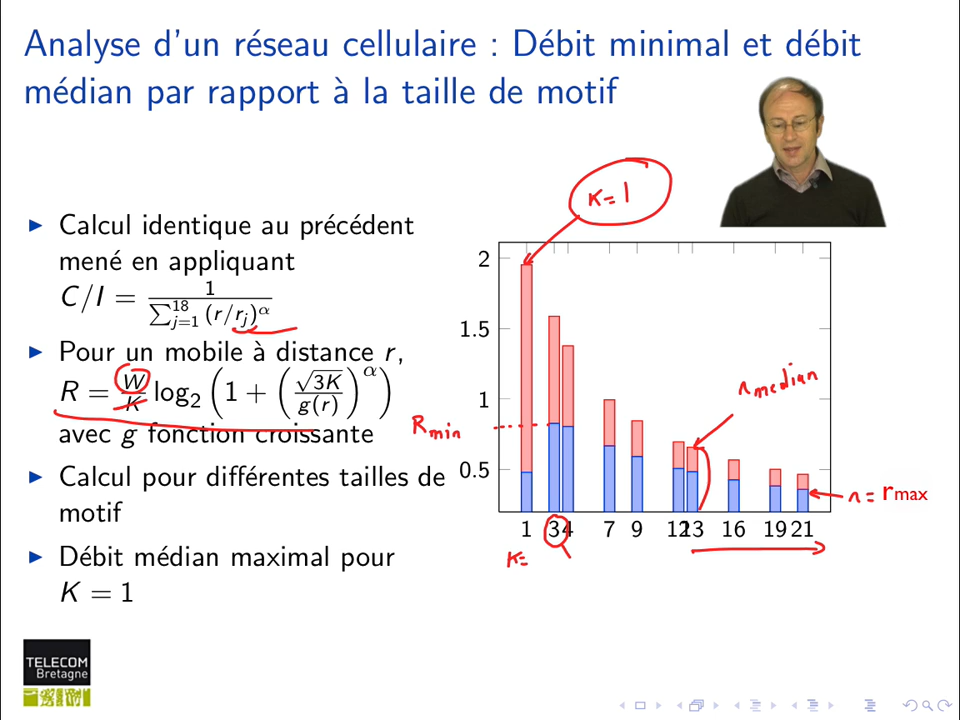 Analyse d'un réseau cellulaire : Débit minimal et débit
médian par rapport à la taille de motif
▶ Calcul identique au précédent
mené en appliquant
C/I = 1 / ∑_{j=1}^{18} (r/r_j)^α
▶ Pour un mobile à distance r,
R = W/K log₂ (1 + (√3K / g(r))^α)
avec g fonction croissante
▶ Calcul pour différentes tailles de
motif
▶ Débit médian maximal pour
K = 1
K=1
2
1.5
1
0.5
R min
r median
r = rmax
1 3 4 7 9 12 13 16 19 21
K=
TELECOM
Bretagne